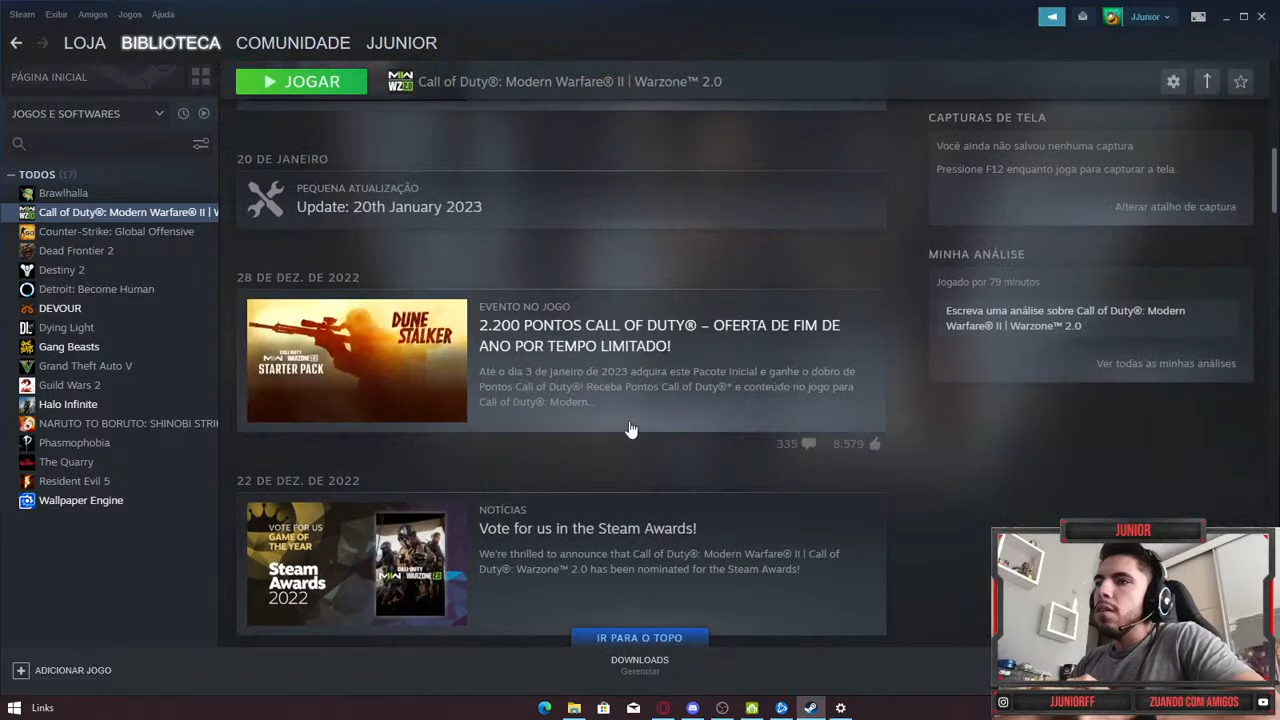 Steam Exibir Amigos Jogos Ajuda
JJunior
LOJA BIBLIOTECA COMUNIDADE JJUNIOR
PÁGINA INICIAL
JOGAR
Call of Duty®: Modern Warfare® II | Warzone™ 2.0
JOGOS E SOFTWARES
TODOS (17)
Brawlhalla
Call of Duty®: Modern Warfare® II | W
Counter-Strike: Global Offensive
Dead Frontier 2
Destiny 2
Detroit: Become Human
DEVOUR
Dying Light
Gang Beasts
Grand Theft Auto V
Guild Wars 2
Halo Infinite
NARUTO TO BORUTO: SHINOBI STRIK
Phasmophobia
The Quarry
Resident Evil 5
Wallpaper Engine
ADICIONAR JOGO
20 DE JANEIRO
PEQUENA ATUALIZAÇÃO
Update: 20th January 2023
28 DE DEZ. DE 2022
DUNE
STALKER
CALL OF DUTY
MWII WARZONE 2.0
STARTER PACK
EVENTO NO JOGO
2.200 PONTOS CALL OF DUTY® – OFERTA DE FIM DE
ANO POR TEMPO LIMITADO!
Até o dia 3 de janeiro de 2023 adquira este Pacote Inicial e ganhe o dobro de
Pontos Call of Duty®! Receba Pontos Call of Duty®* e conteúdo no jogo para
Call of Duty®: Modern...
335 8.579
22 DE DEZ. DE 2022
VOTE FOR US
GAME OF
THE YEAR
Steam
Awards
2022
NOTÍCIAS
Vote for us in the Steam Awards!
We're thrilled to announce that Call of Duty®: Modern Warfare® II | Call of
Duty®: Warzone™ 2.0 has been nominated for the Steam Awards!
IR PARA O TOPO
DOWNLOADS
Gerenciar
CAPTURAS DE TELA
Você ainda não salvou nenhuma captura
Pressione F12 enquanto joga para capturar a tela.
Alterar atalho de captura
MINHA ANÁLISE
Jogado por 79 minutos
Escreva uma análise sobre Call of Duty®: Modern
Warfare® II | Warzone™ 2.0
Ver todas as minhas análises
JUNIOR
JJUNIORFF ZUANDO COM AMIGOS
Links